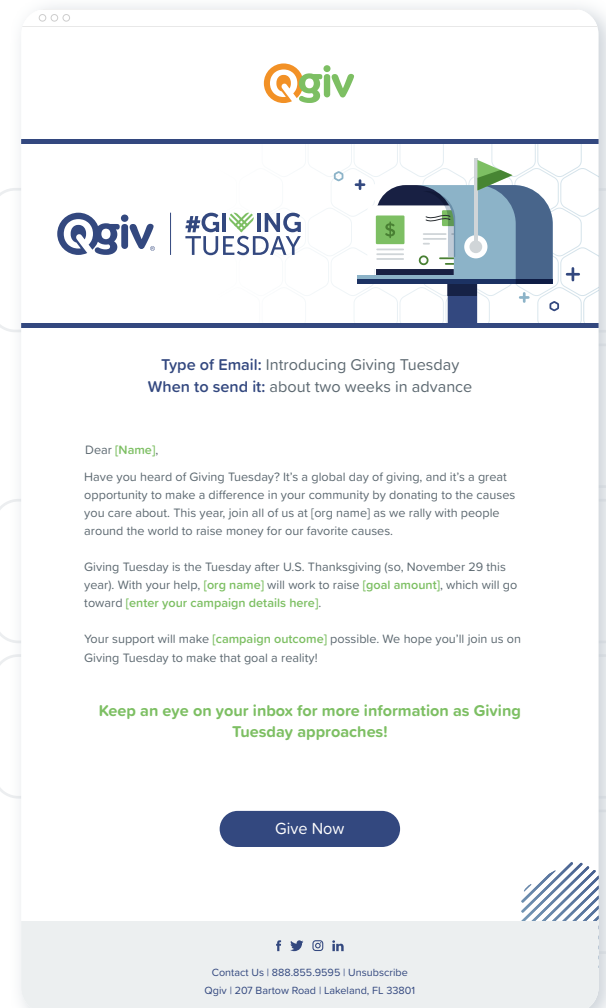 Qgiv
Qgiv® | #GIVING
TUESDAY
$
Type of Email: Introducing Giving Tuesday
When to send it: about two weeks in advance
Dear [Name],
Have you heard of Giving Tuesday? It’s a global day of giving, and it’s a great
opportunity to make a difference in your community by donating to the causes
you care about. This year, join all of us at [org name] as we rally with people
around the world to raise money for our favorite causes.
Giving Tuesday is the Tuesday after U.S. Thanksgiving (so, November 29 this
year). With your help, [org name] will work to raise [goal amount], which will go
toward [enter your campaign details here].
Your support will make [campaign outcome] possible. We hope you’ll join us on
Giving Tuesday to make that goal a reality!
Keep an eye on your inbox for more information as Giving
Tuesday approaches!
Give Now
Contact Us | 888.855.9595 | Unsubscribe
Qgiv | 207 Bartow Road | Lakeland, FL 33801